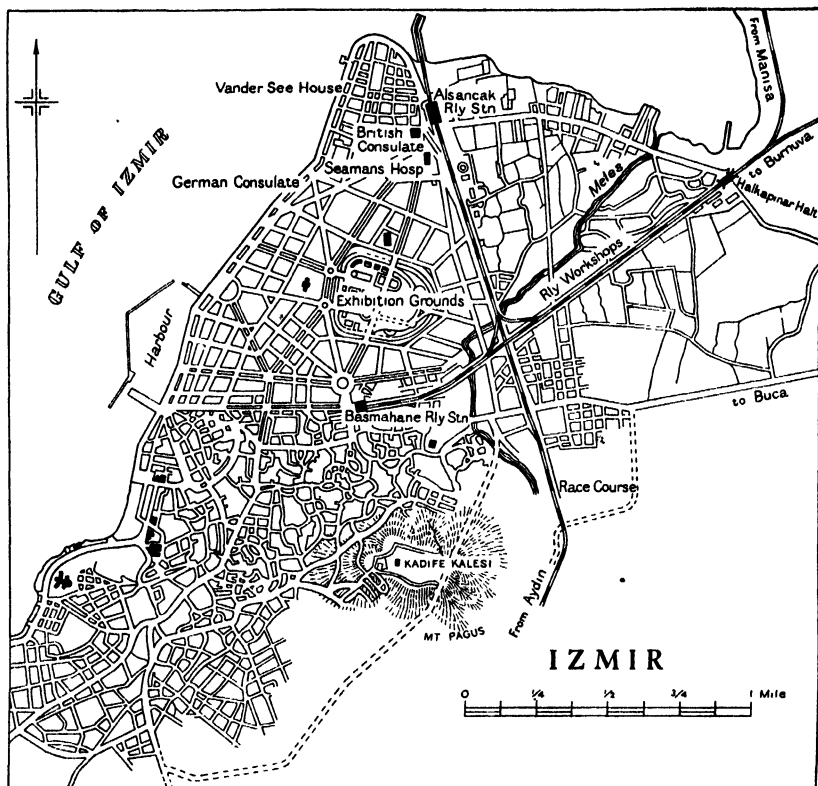 From Manisa
Vander See House
Alsancak
Rly Stn
British
Consulate
Seamans Hosp
German Consulate
GULF OF IZMIR
Meles
to Burnuva
Halkapınar Halt
Rly Workshops
Exhibition Grounds
Harbour
to Buca
Basmahane Rly Stn
Race Course
KADIFE KALESI
From Aydin
MT PAGUS
IZMIR
0 1/4 1/2 3/4 1 Mile